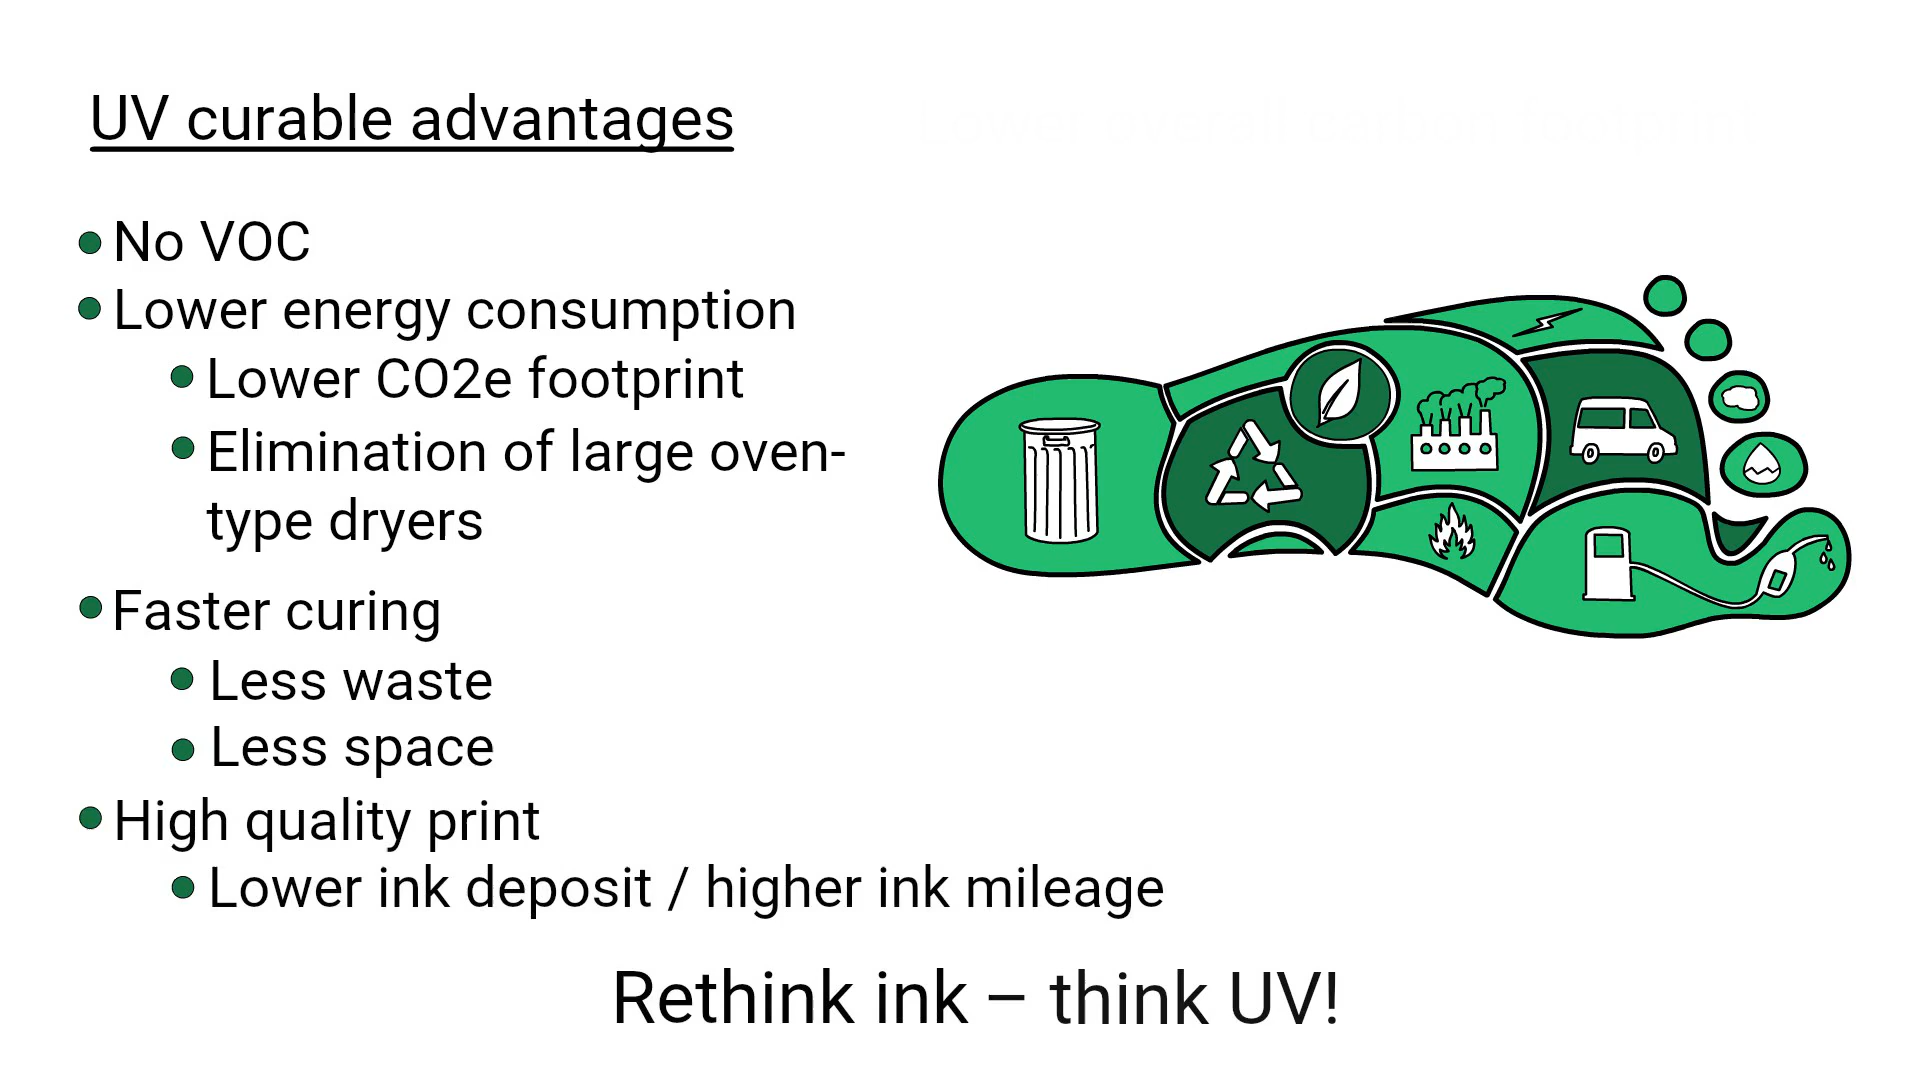 UV curable advantages
No VOC
Lower energy consumption
Lower CO2e footprint
Elimination of large oven-
type dryers
Faster curing
Less waste
Less space
High quality print
Lower ink deposit / higher ink mileage
Rethink ink – think UV!